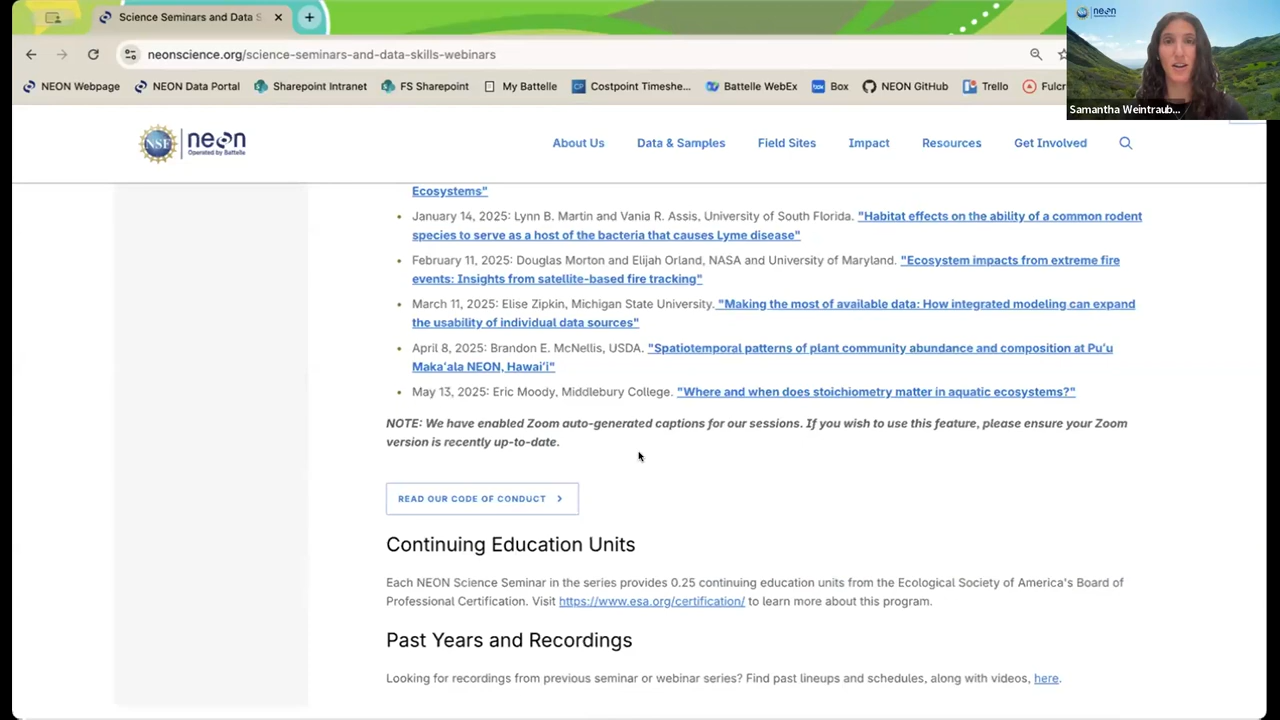 Science Seminars and Data S
neonscience.org/science-seminars-and-data-skills-webinars
NEON Webpage
NEON Data Portal
Sharepoint Intranet
FS Sharepoint
My Battelle
CP
Costpoint Timeshe...
Battelle WebEx
box
Box
NEON GitHub
Trello
Fulcr
neon
Samantha Weintraub...
NSF
neon
Operated by Battelle
About Us
Data & Samples
Field Sites
Impact
Resources
Get Involved
Ecosystems"
• January 14, 2025: Lynn B. Martin and Vania R. Assis, University of South Florida. "Habitat effects on the ability of a common rodent
species to serve as a host of the bacteria that causes Lyme disease"
• February 11, 2025: Douglas Morton and Elijah Orland, NASA and University of Maryland. "Ecosystem impacts from extreme fire
events: Insights from satellite-based fire tracking"
• March 11, 2025: Elise Zipkin, Michigan State University. "Making the most of available data: How integrated modeling can expand
the usability of individual data sources"
• April 8, 2025: Brandon E. McNellis, USDA. "Spatiotemporal patterns of plant community abundance and composition at Pu'u
Maka'ala NEON, Hawai'i"
• May 13, 2025: Eric Moody, Middlebury College. "Where and when does stoichiometry matter in aquatic ecosystems?"
NOTE: We have enabled Zoom auto-generated captions for our sessions. If you wish to use this feature, please ensure your Zoom
version is recently up-to-date.
READ OUR CODE OF CONDUCT >
Continuing Education Units
Each NEON Science Seminar in the series provides 0.25 continuing education units from the Ecological Society of America's Board of
Professional Certification. Visit https://www.esa.org/certification/ to learn more about this program.
Past Years and Recordings
Looking for recordings from previous seminar or webinar series? Find past lineups and schedules, along with videos, here.